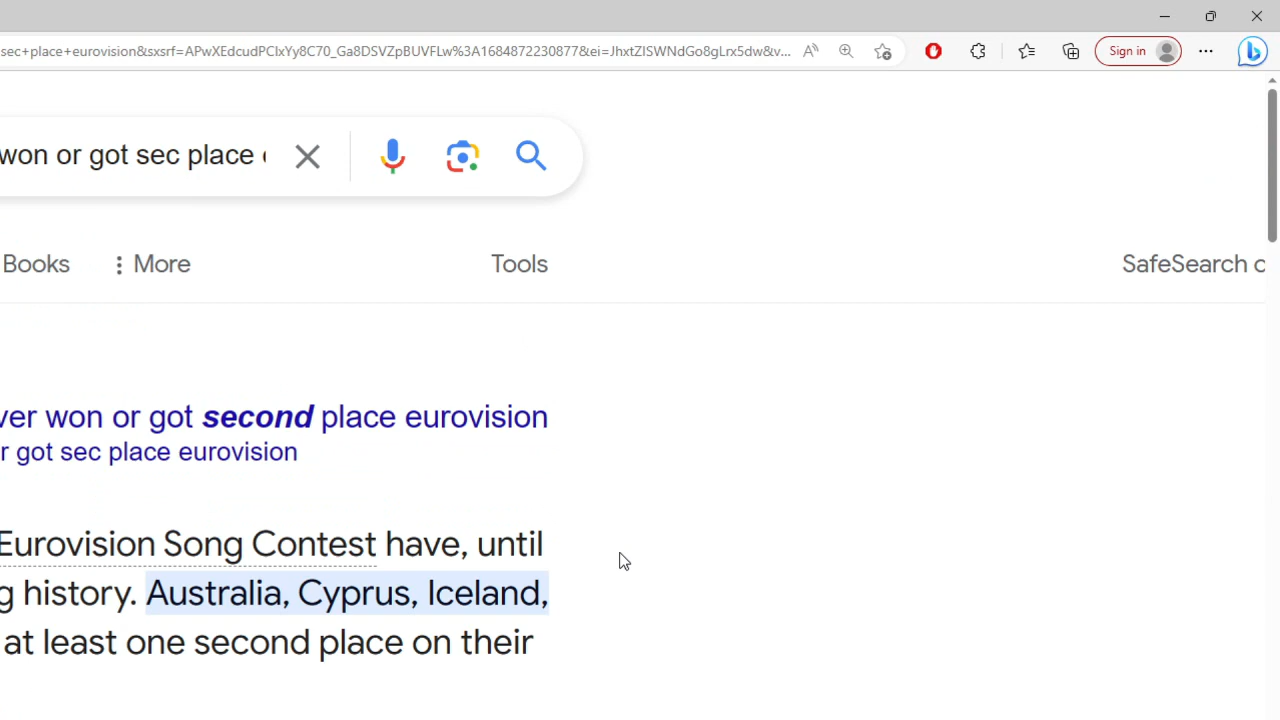 sec+place+eurovision&sxsrf=APwXEdcudPCIxYy8C70_Ga8DSVZpBUVFLw%3A1684872230877&ei=JhxtZISWNdGo8gLrx5dw&v...
Sign in
won or got sec place
Books More Tools SafeSearch
ver won or got second place eurovision
r got sec place eurovision
Eurovision Song Contest have, until
g history. Australia, Cyprus, Iceland,
at least one second place on their